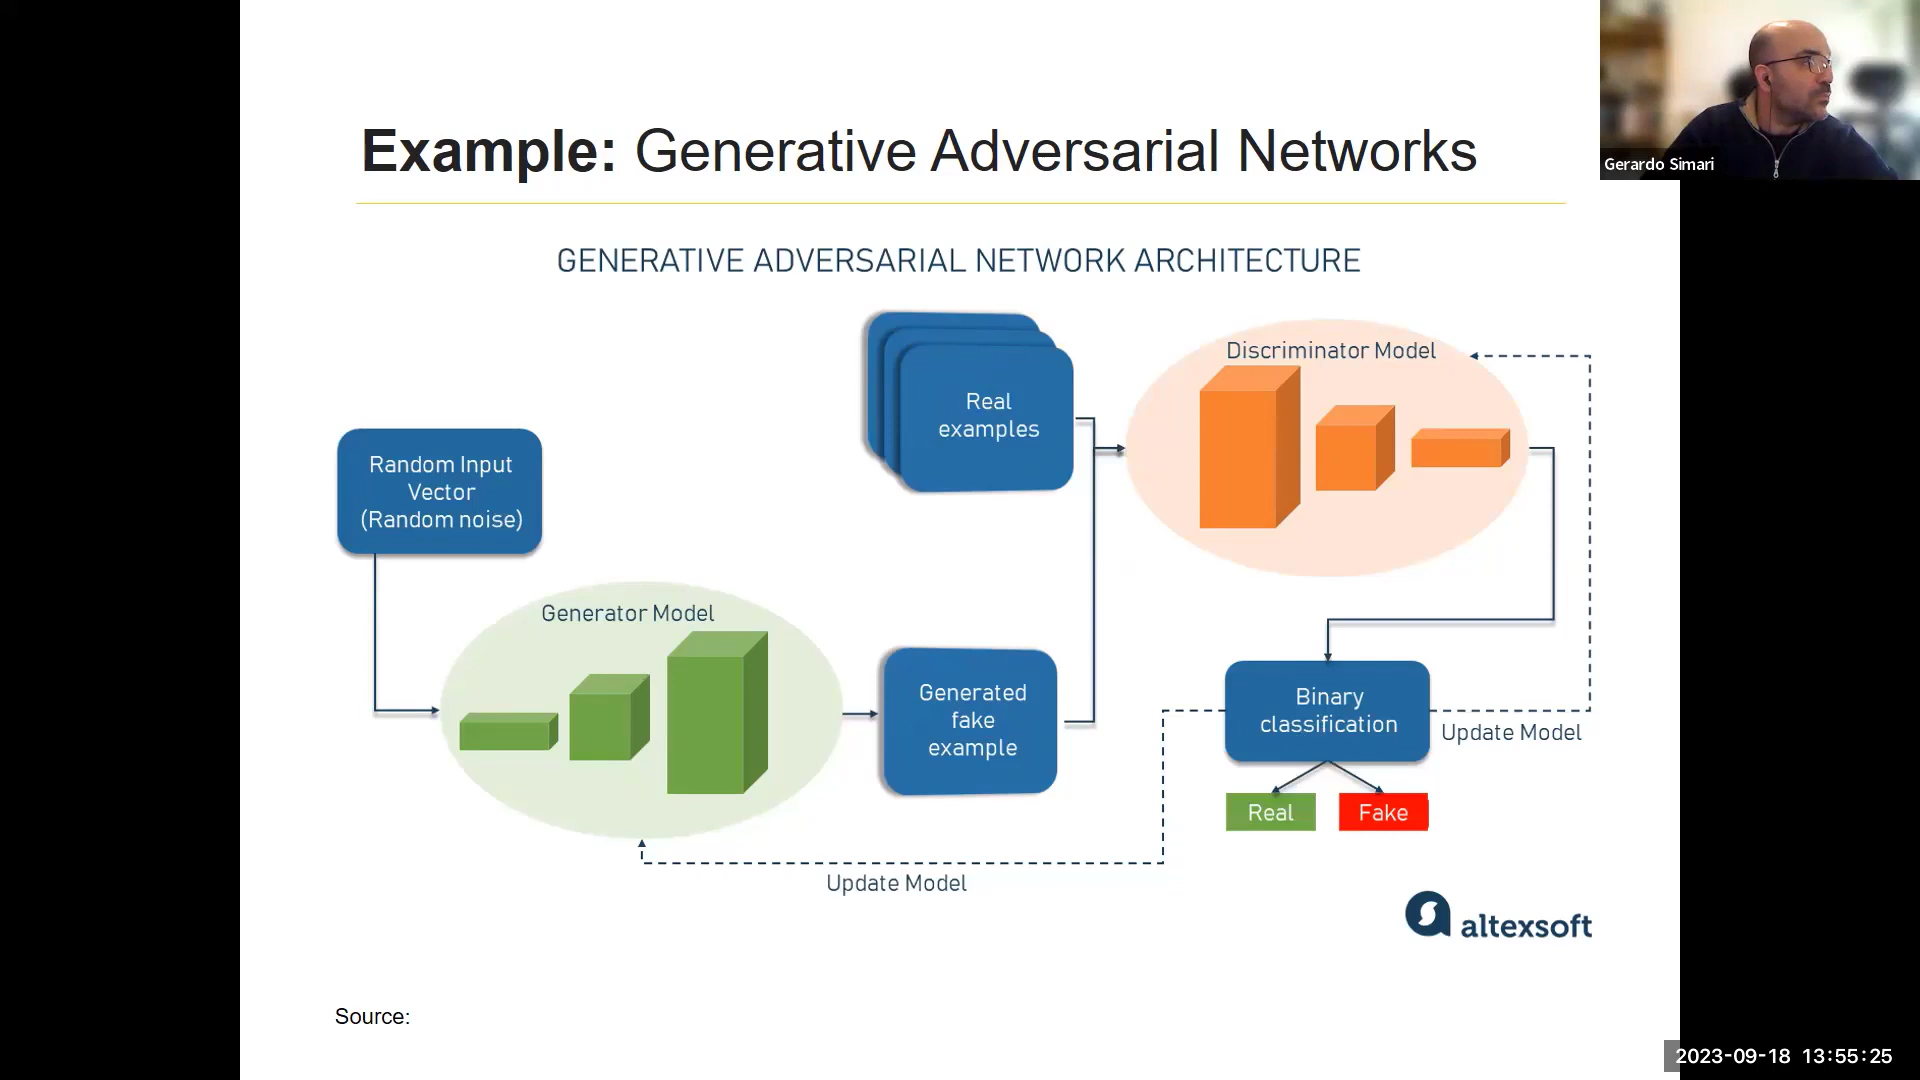 Example: Generative Adversarial Networks
Gerardo Simari
GENERATIVE ADVERSARIAL NETWORK ARCHITECTURE
Real
examples
Discriminator Model
Random Input
Vector
(Random noise)
Generator Model
Generated
fake
example
Binary
classification
Update Model
Real
Fake
Update Model
altexsoft
Source:
2023-09-18 13:55:25